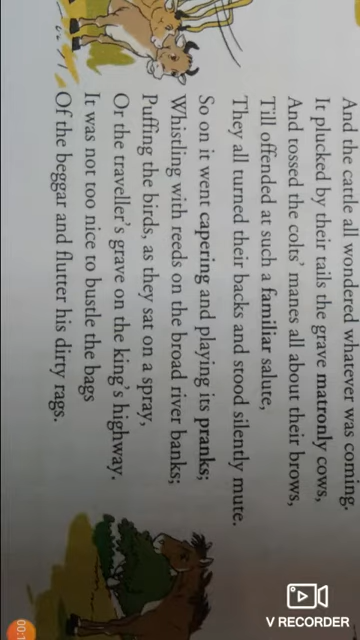 And the cattle all wondered whatever was coming.
It plucked by their tails the grave matronly cows,
And tossed the colts' manes all about their brows,
Till offended at such a familiar salute,
They all turned their backs and stood silently mute.
So on it went capering and playing its pranks;
Whistling with reeds on the broad river banks;
Puffing the birds, as they sat on a spray,
Or the traveller's grave on the king's highway.
It was not too nice to bustle the bags
Of the beggar and flutter his dirty rags.
V RECORDER